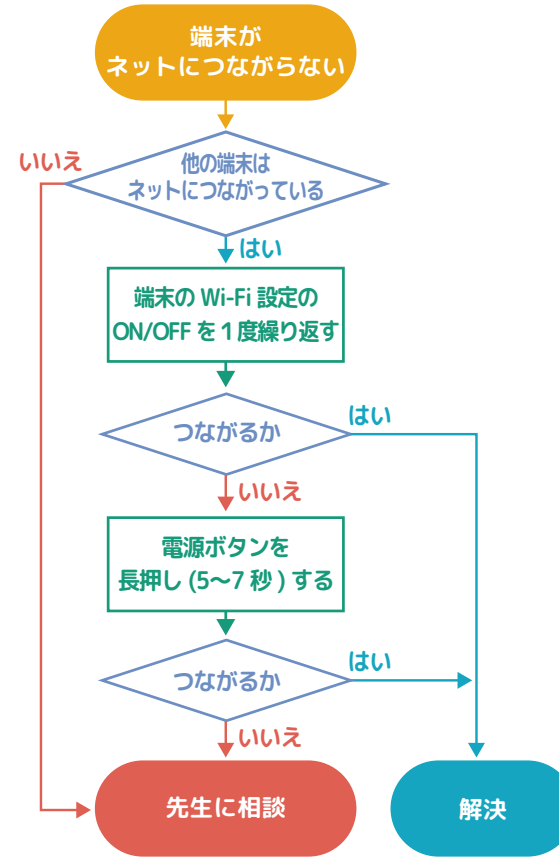 端末が
ネットにつながらない
いいえ
他の端末は
ネットにつながっている
はい
端末の Wi-Fi 設定の
ON/OFF を 1 度繰り返す
つながるか
はい
いいえ
電源ボタンを
長押し (5〜7 秒 ) する
つながるか
はい
いいえ
先生に相談
解決